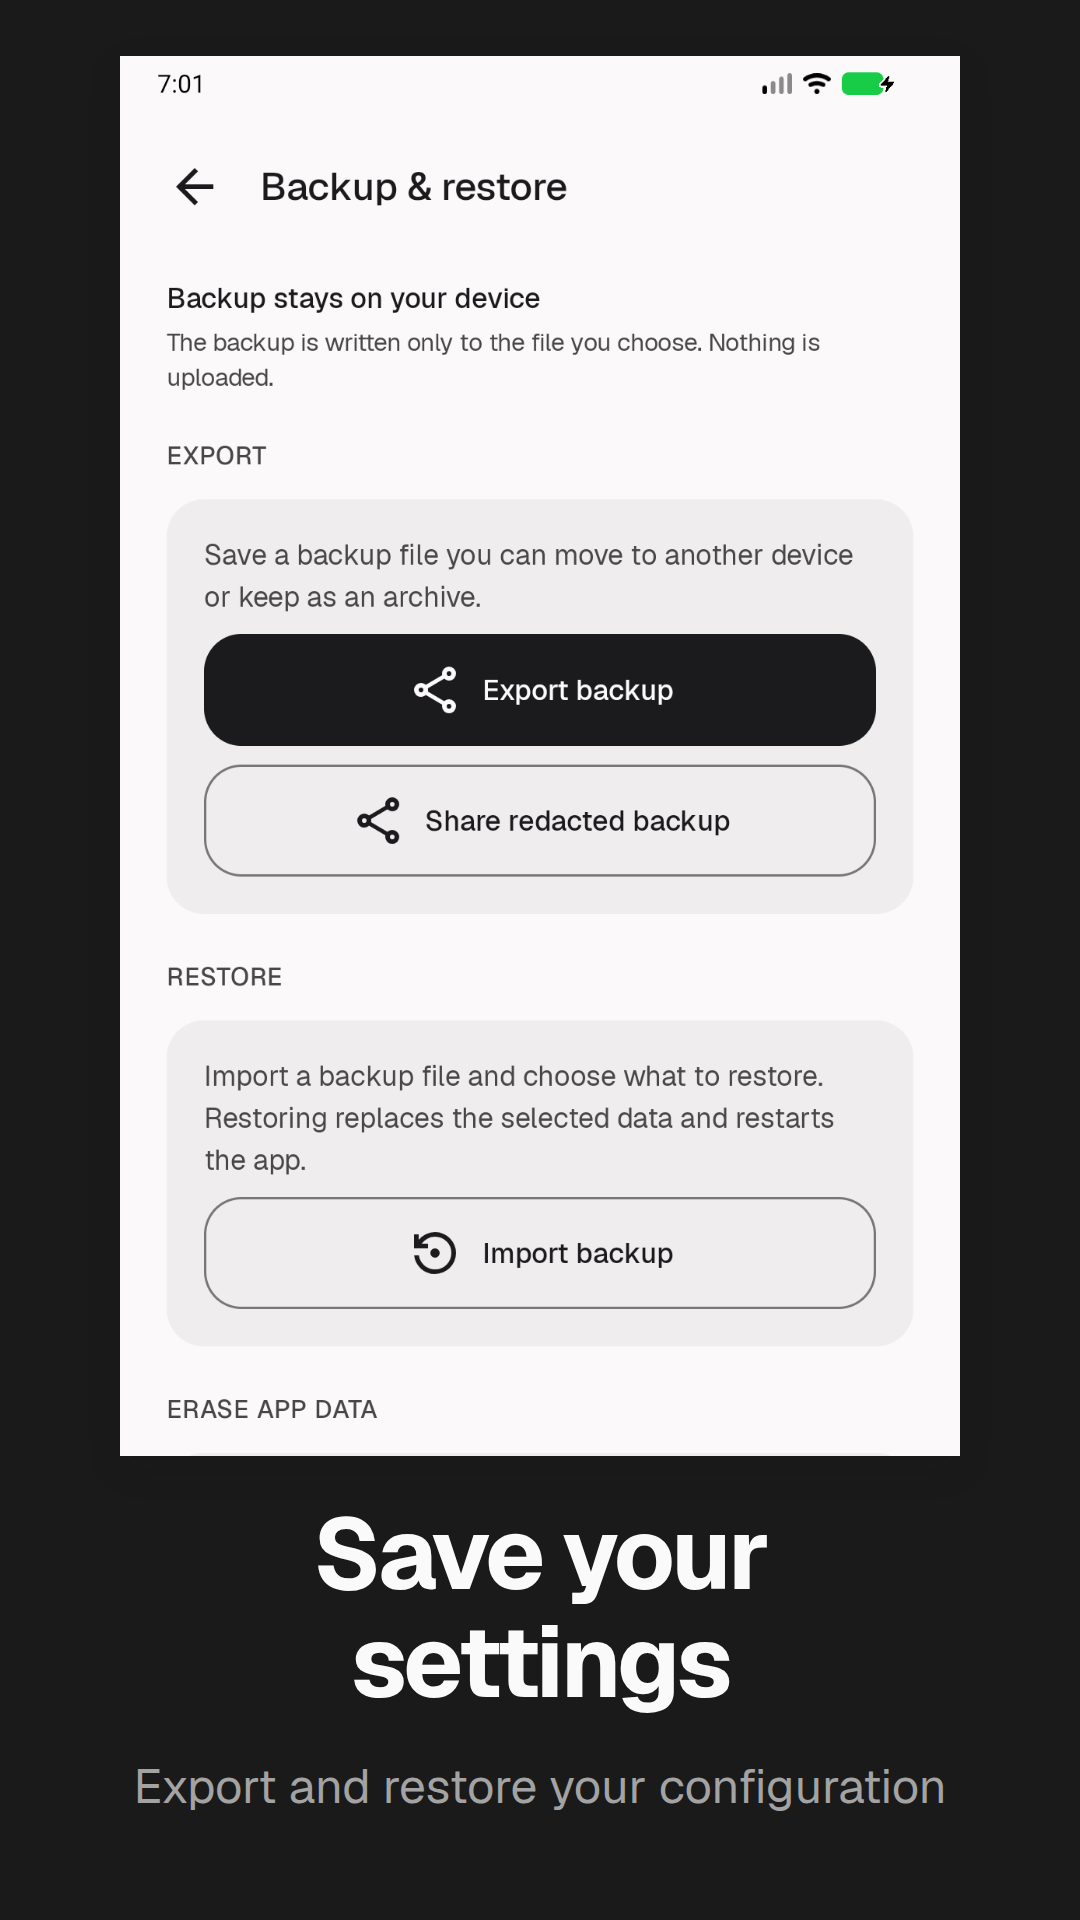 7:01
Backup & restore
Backup stays on your device
The backup is written only to the file you choose. Nothing is
uploaded.
EXPORT
Save a backup file you can move to another device
or keep as an archive.
Export backup
Share redacted backup
RESTORE
Import a backup file and choose what to restore.
Restoring replaces the selected data and restarts
the app.
Import backup
ERASE APP DATA
Save your
settings
Export and restore your configuration